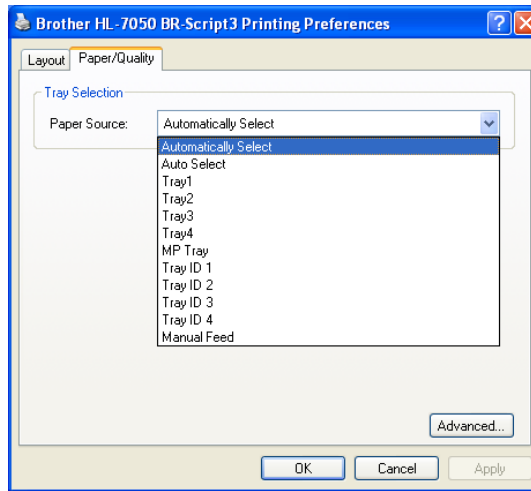 Brother HL-7050 BR-Script3 Printing Preferences
Layout Paper/Quality
Tray Selection
Paper Source: Automatically Select
Automatically Select
Auto Select
Tray1
Tray2
Tray3
Tray4
MP Tray
Tray ID 1
Tray ID 2
Tray ID 3
Tray ID 4
Manual Feed
Advanced...
OK Cancel Apply